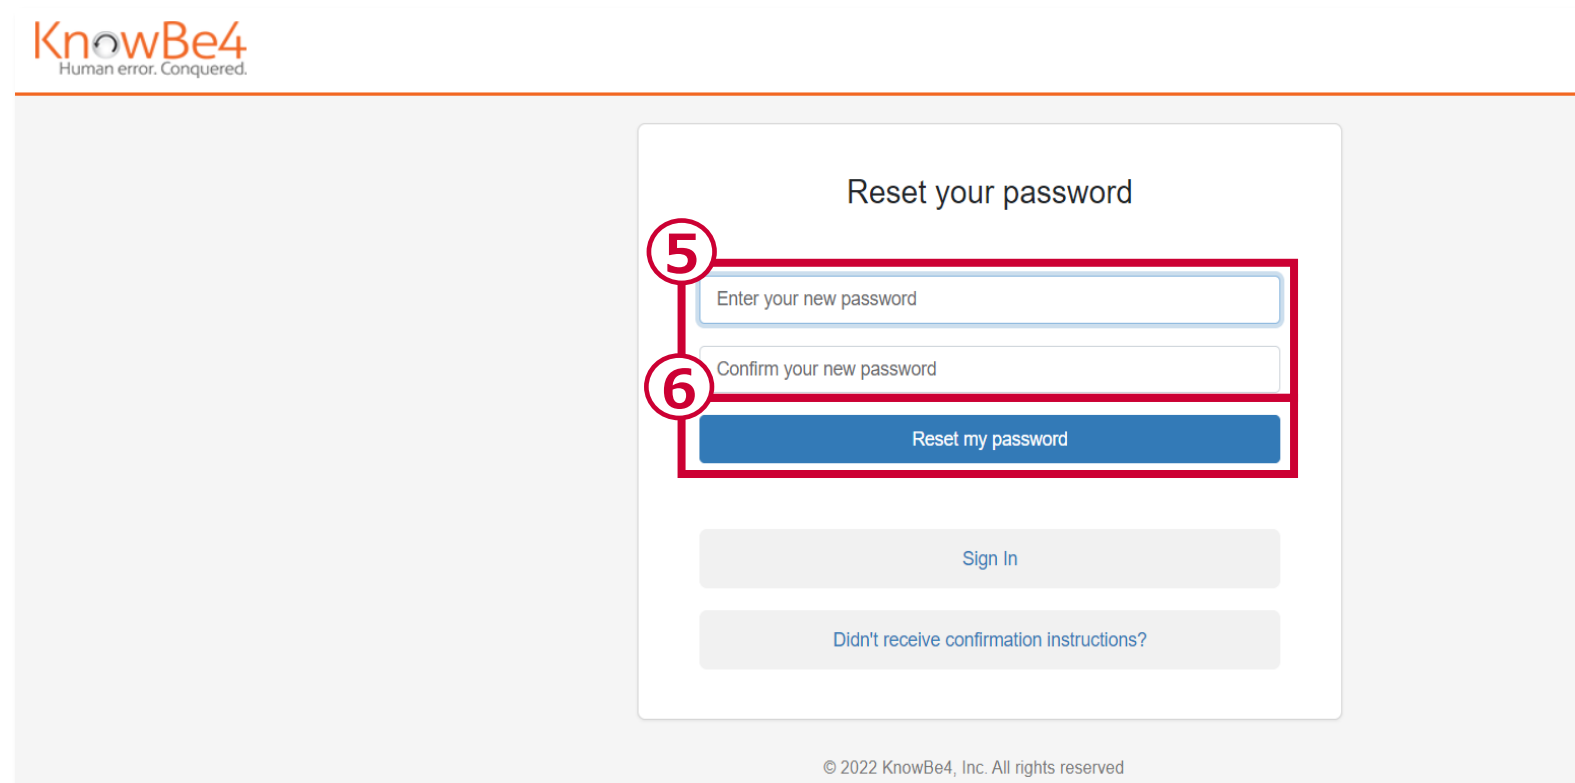 KnowBe4
Human error. Conquered.
Reset your password
⑤
Enter your new password
Confirm your new password
⑥
Reset my password
Sign In
Didn't receive confirmation instructions?
© 2022 KnowBe4, Inc. All rights reserved